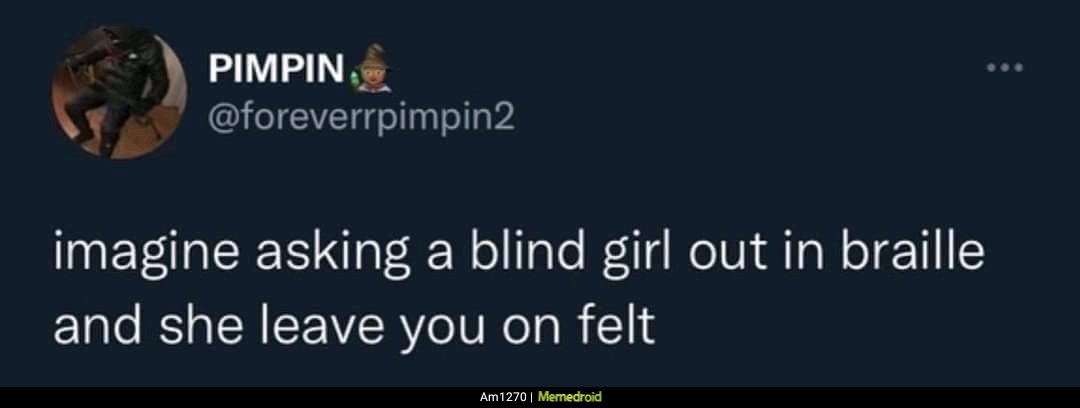 PIMPIN
@foreverrpimpin2
imagine asking a blind girl out in braille
and she leave you on felt
Am1270 | Memedroid